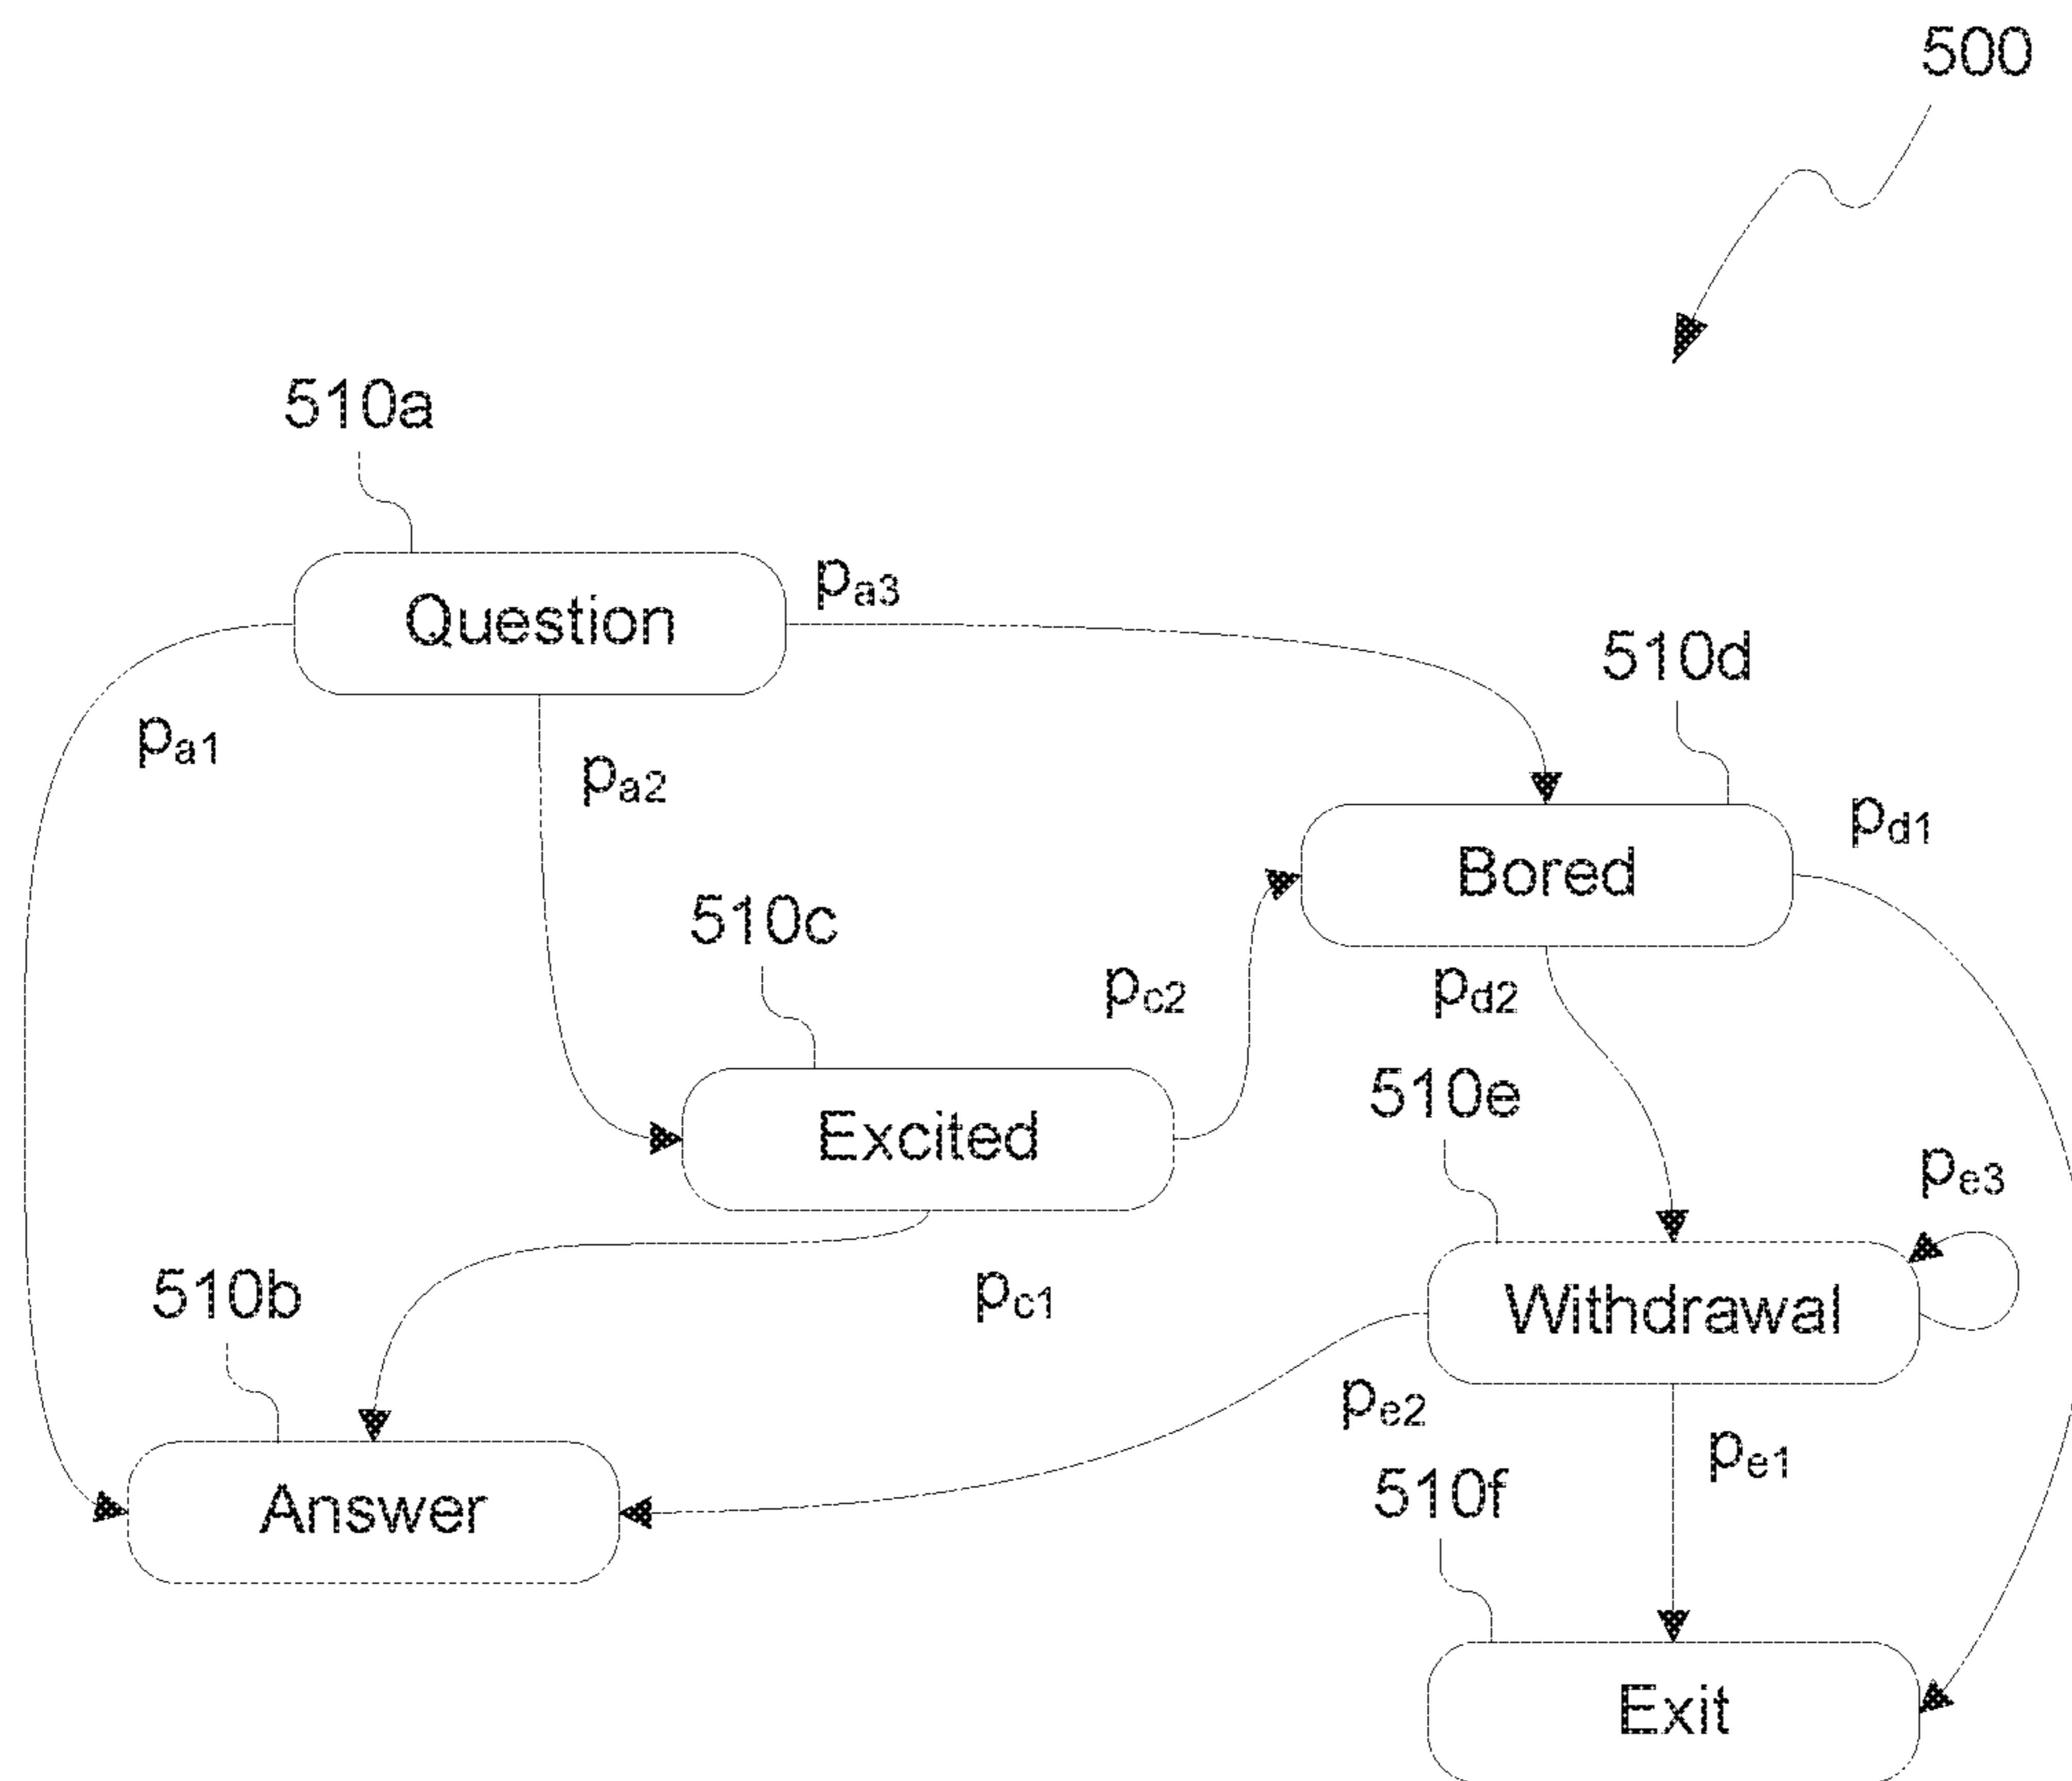 500
510a
Question
pa3
510d
pa1
pa2
pd1
Bored
510c
pc2
pd2
510e
Excited
pe3
510b
pc1
Withdrawal
pe2
pe1
510f
Answer
Exit